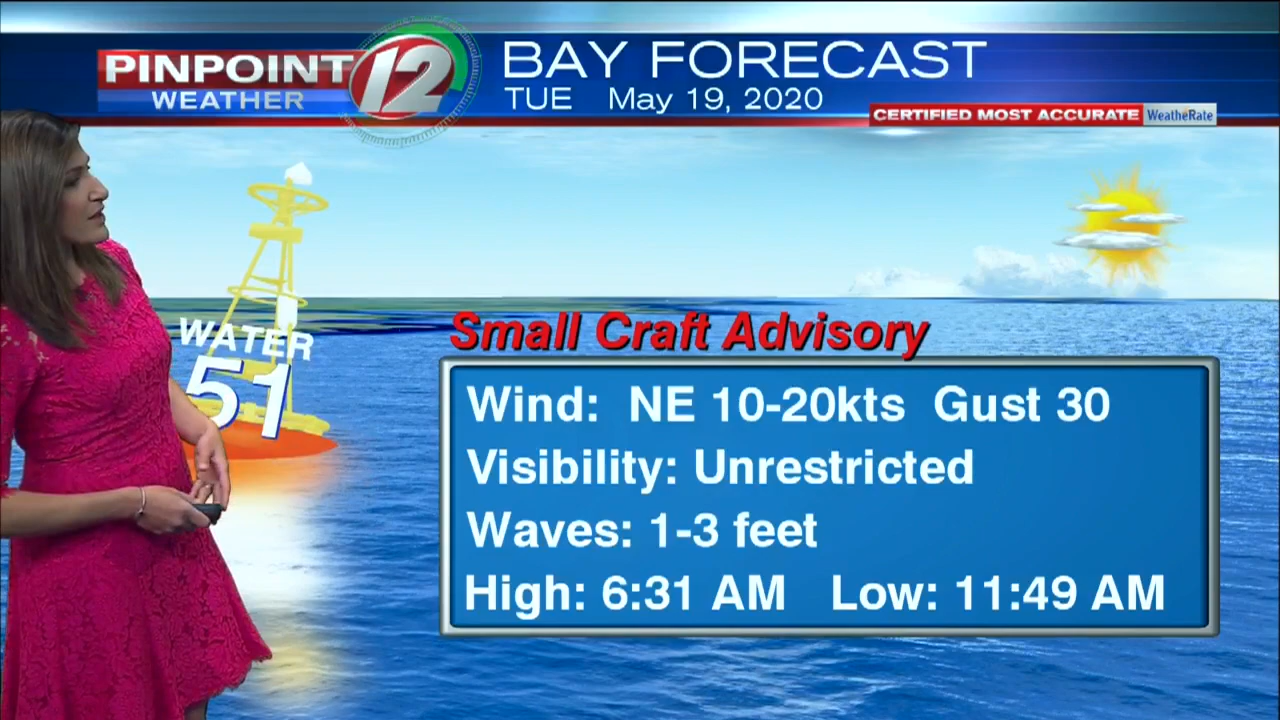 PINPOINT 12
WEATHER
BAY FORECAST
TUE May 19, 2020
CERTIFIED MOST ACCURATE WeatheRate
WATER
51
Small Craft Advisory
Wind: NE 10-20kts Gust 30
Visibility: Unrestricted
Waves: 1-3 feet
High: 6:31 AM Low: 11:49 AM